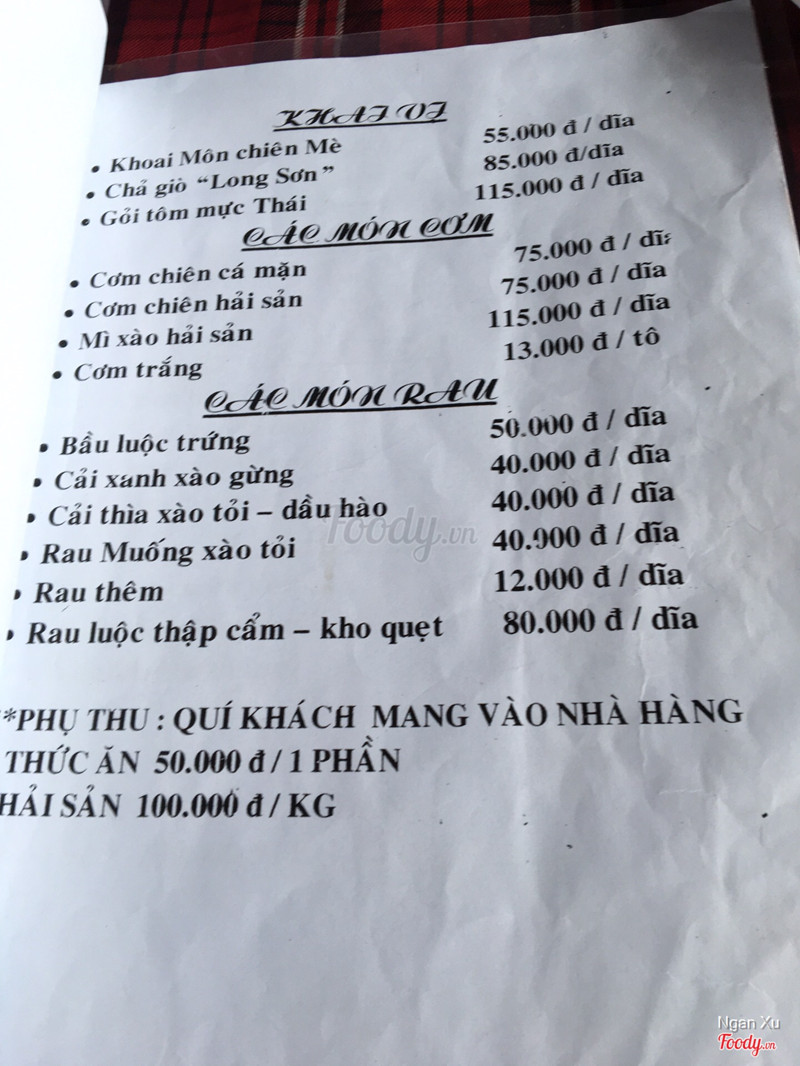 KHAI VỊ
• Khoai Môn chiên Mè 55.000 đ / dĩa
• Chả giò “Long Sơn” 85.000 đ/dĩa
• Gỏi tôm mực Thái 115.000 đ / dĩa
CÁC MÓN CƠM
• Cơm chiên cá mặn 75.000 đ / dĩa
• Cơm chiên hải sản 75.000 đ / dĩa
• Mì xào hải sản 115.000 đ / dĩa
• Cơm trắng 13.000 đ / tô
CÁC MÓN RAU
• Bầu luộc trứng 50.000 đ / dĩa
• Cải xanh xào gừng 40.000 đ / dĩa
• Cải thìa xào tỏi – dầu hào 40.000 đ / dĩa
• Rau Muống xào tỏi 40.000 đ / dĩa
• Rau thêm 12.000 đ / dĩa
• Rau luộc thập cẩm – kho quẹt 80.000 đ / dĩa
**PHỤ THU : QUÍ KHÁCH MANG VÀO NHÀ HÀNG
THỨC ĂN 50.000 đ / 1 PHẦN
HẢI SẢN 100.000 đ / KG
foody.vn
Ngan Xu
Foody.vn